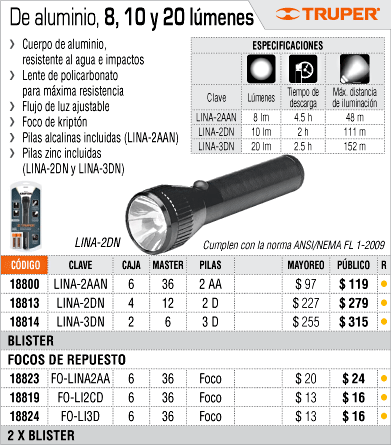 De aluminio, 8, 10 y 20 lúmenes
TRUPER®
❯ Cuerpo de aluminio,
resistente al agua e impactos
❯ Lente de policarbonato
para máxima resistencia
❯ Flujo de luz ajustable
❯ Foco de kriptón
❯ Pilas alcalinas incluidas (LINA-2AAN)
❯ Pilas zinc incluidas
(LINA-2DN y LINA-3DN)
ESPECIFICACIONES
Clave Lúmenes Tiempo de descarga Máx. distancia de iluminación
LINA-2AAN 8 lm 4.5 h 48 m
LINA-2DN 10 lm 2 h 111 m
LINA-3DN 20 lm 2.5 h 152 m
LINA-2DN
Cumplen con la norma ANSI/NEMA FL 1-2009
CÓDIGO CLAVE CAJA MASTER PILAS MAYOREO PÚBLICO R
18800 LINA-2AAN 6 36 2 AA $ 97 $ 119
18813 LINA-2DN 4 12 2 D $ 227 $ 279
18814 LINA-3DN 2 6 3 D $ 255 $ 315
BLISTER
FOCOS DE REPUESTO
18823 FO-LINA2AA 6 36 Foco $ 20 $ 24
18819 FO-LI2CD 6 36 Foco $ 13 $ 16
18824 FO-LI3D 6 36 Foco $ 13 $ 16
2 X BLISTER